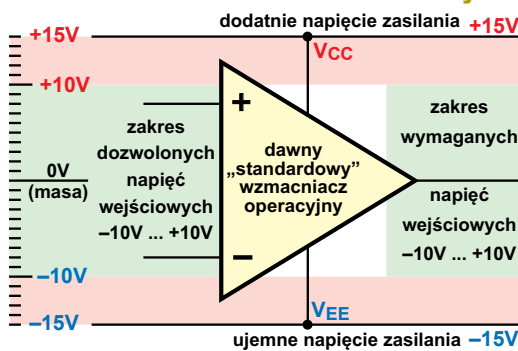 dodatnie napięcie zasilania +15V
+15V
VCC
+10V
+
zakres
dozwolonych
napięć
wejściowych
–10V ... +10V
0V
(masa)
dawny
„standardowy”
wzmacniacz
operacyjny
zakres
wymaganych
napięć
wejściowych
–10V ... +10V
–
–10V
VEE
–15V
ujemne napięcie zasilania –15V